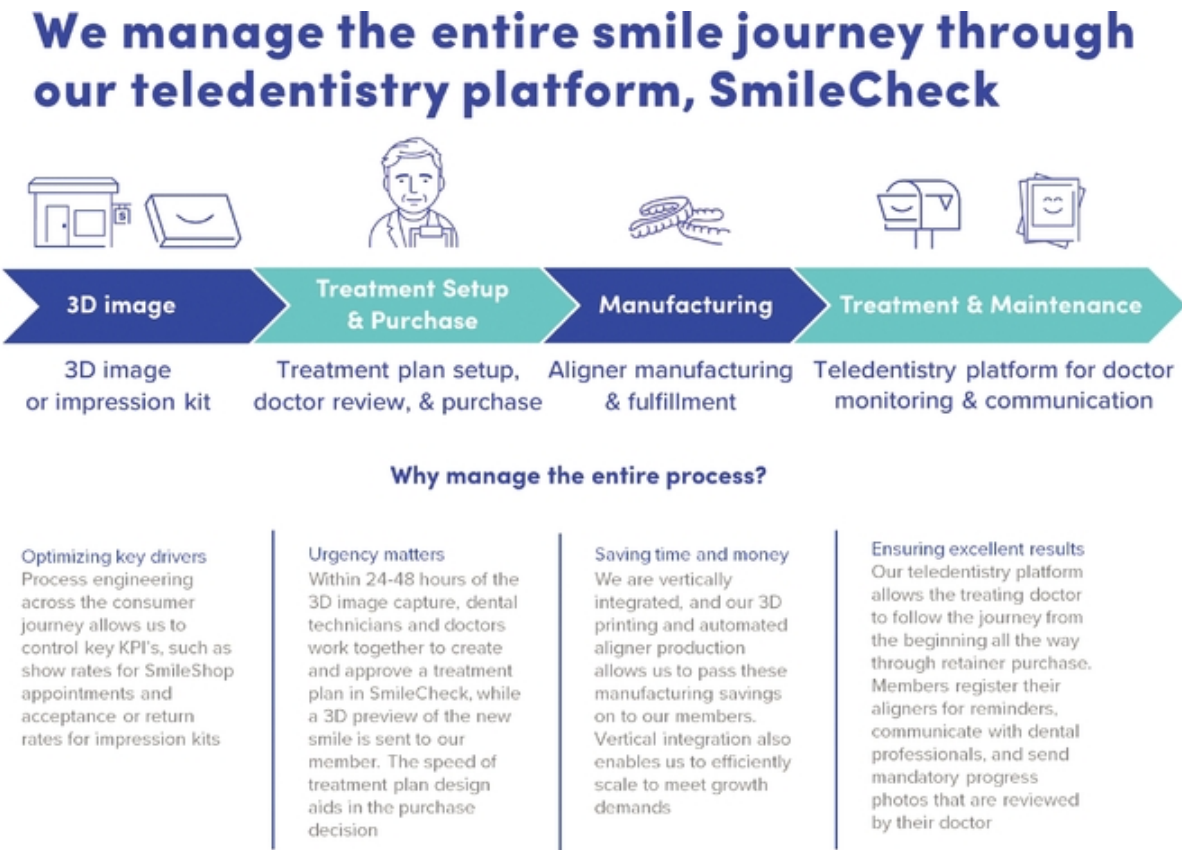 We manage the entire smile journey through
our teledentistry platform, SmileCheck
S
3D image
Treatment Setup
& Purchase
Manufacturing
Treatment & Maintenance
3D image
or impression kit
Treatment plan setup,
doctor review, & purchase
Aligner manufacturing
& fulfillment
Teledentistry platform for doctor
monitoring & communication
Why manage the entire process?
Optimizing key drivers
Process engineering
across the consumer
journey allows us to
control key KPI's, such as
show rates for SmileShop
appointments and
acceptance or return
rates for impression kits
Urgency matters
Within 24-48 hours of the
3D image capture, dental
technicians and doctors
work together to create
and approve a treatment
plan in SmileCheck, while
a 3D preview of the new
smile is sent to our
member. The speed of
treatment plan design
aids in the purchase
decision
Saving time and money
We are vertically
integrated, and our 3D
printing and automated
aligner production
allows us to pass these
manufacturing savings
on to our members.
Vertical integration also
enables us to efficiently
scale to meet growth
demands
Ensuring excellent results
Our teledentistry platform
allows the treating doctor
to follow the journey from
the beginning all the way
through retainer purchase.
Members register their
aligners for reminders,
communicate with dental
professionals, and send
mandatory progress
photos that are reviewed
by their doctor